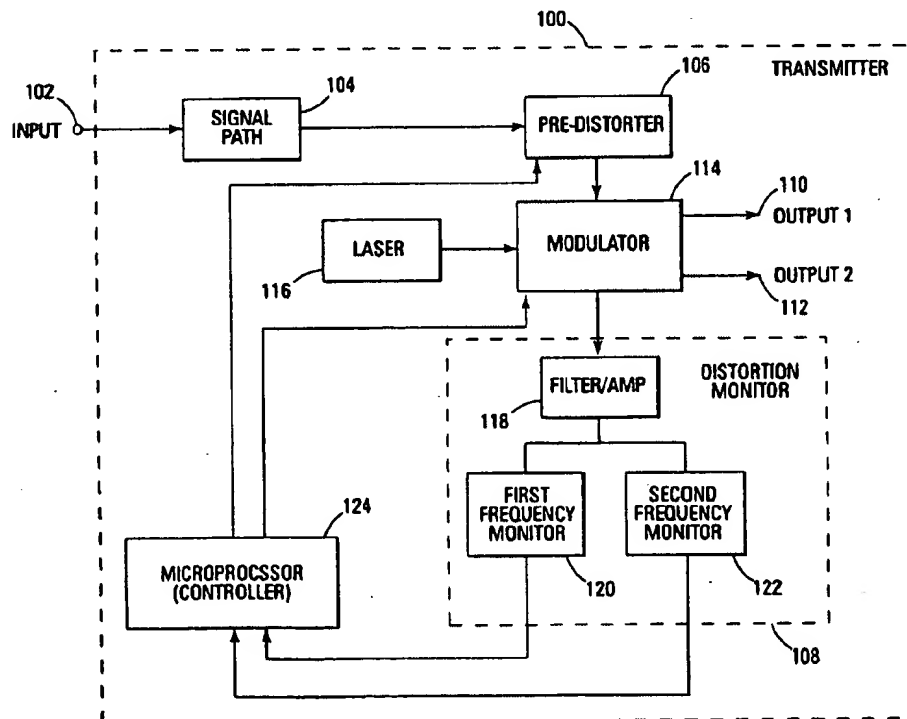 100
TRANSMITTER
102
INPUT
104
SIGNAL
PATH
106
PRE-DISTORTER
114
110
OUTPUT 1
LASER
116
MODULATOR
OUTPUT 2
112
FILTER/AMP
118
DISTORTION
MONITOR
124
MICROPROCSSOR
(CONTROLLER)
FIRST
FREQUENCY
MONITOR
120
SECOND
FREQUENCY
MONITOR
122
108